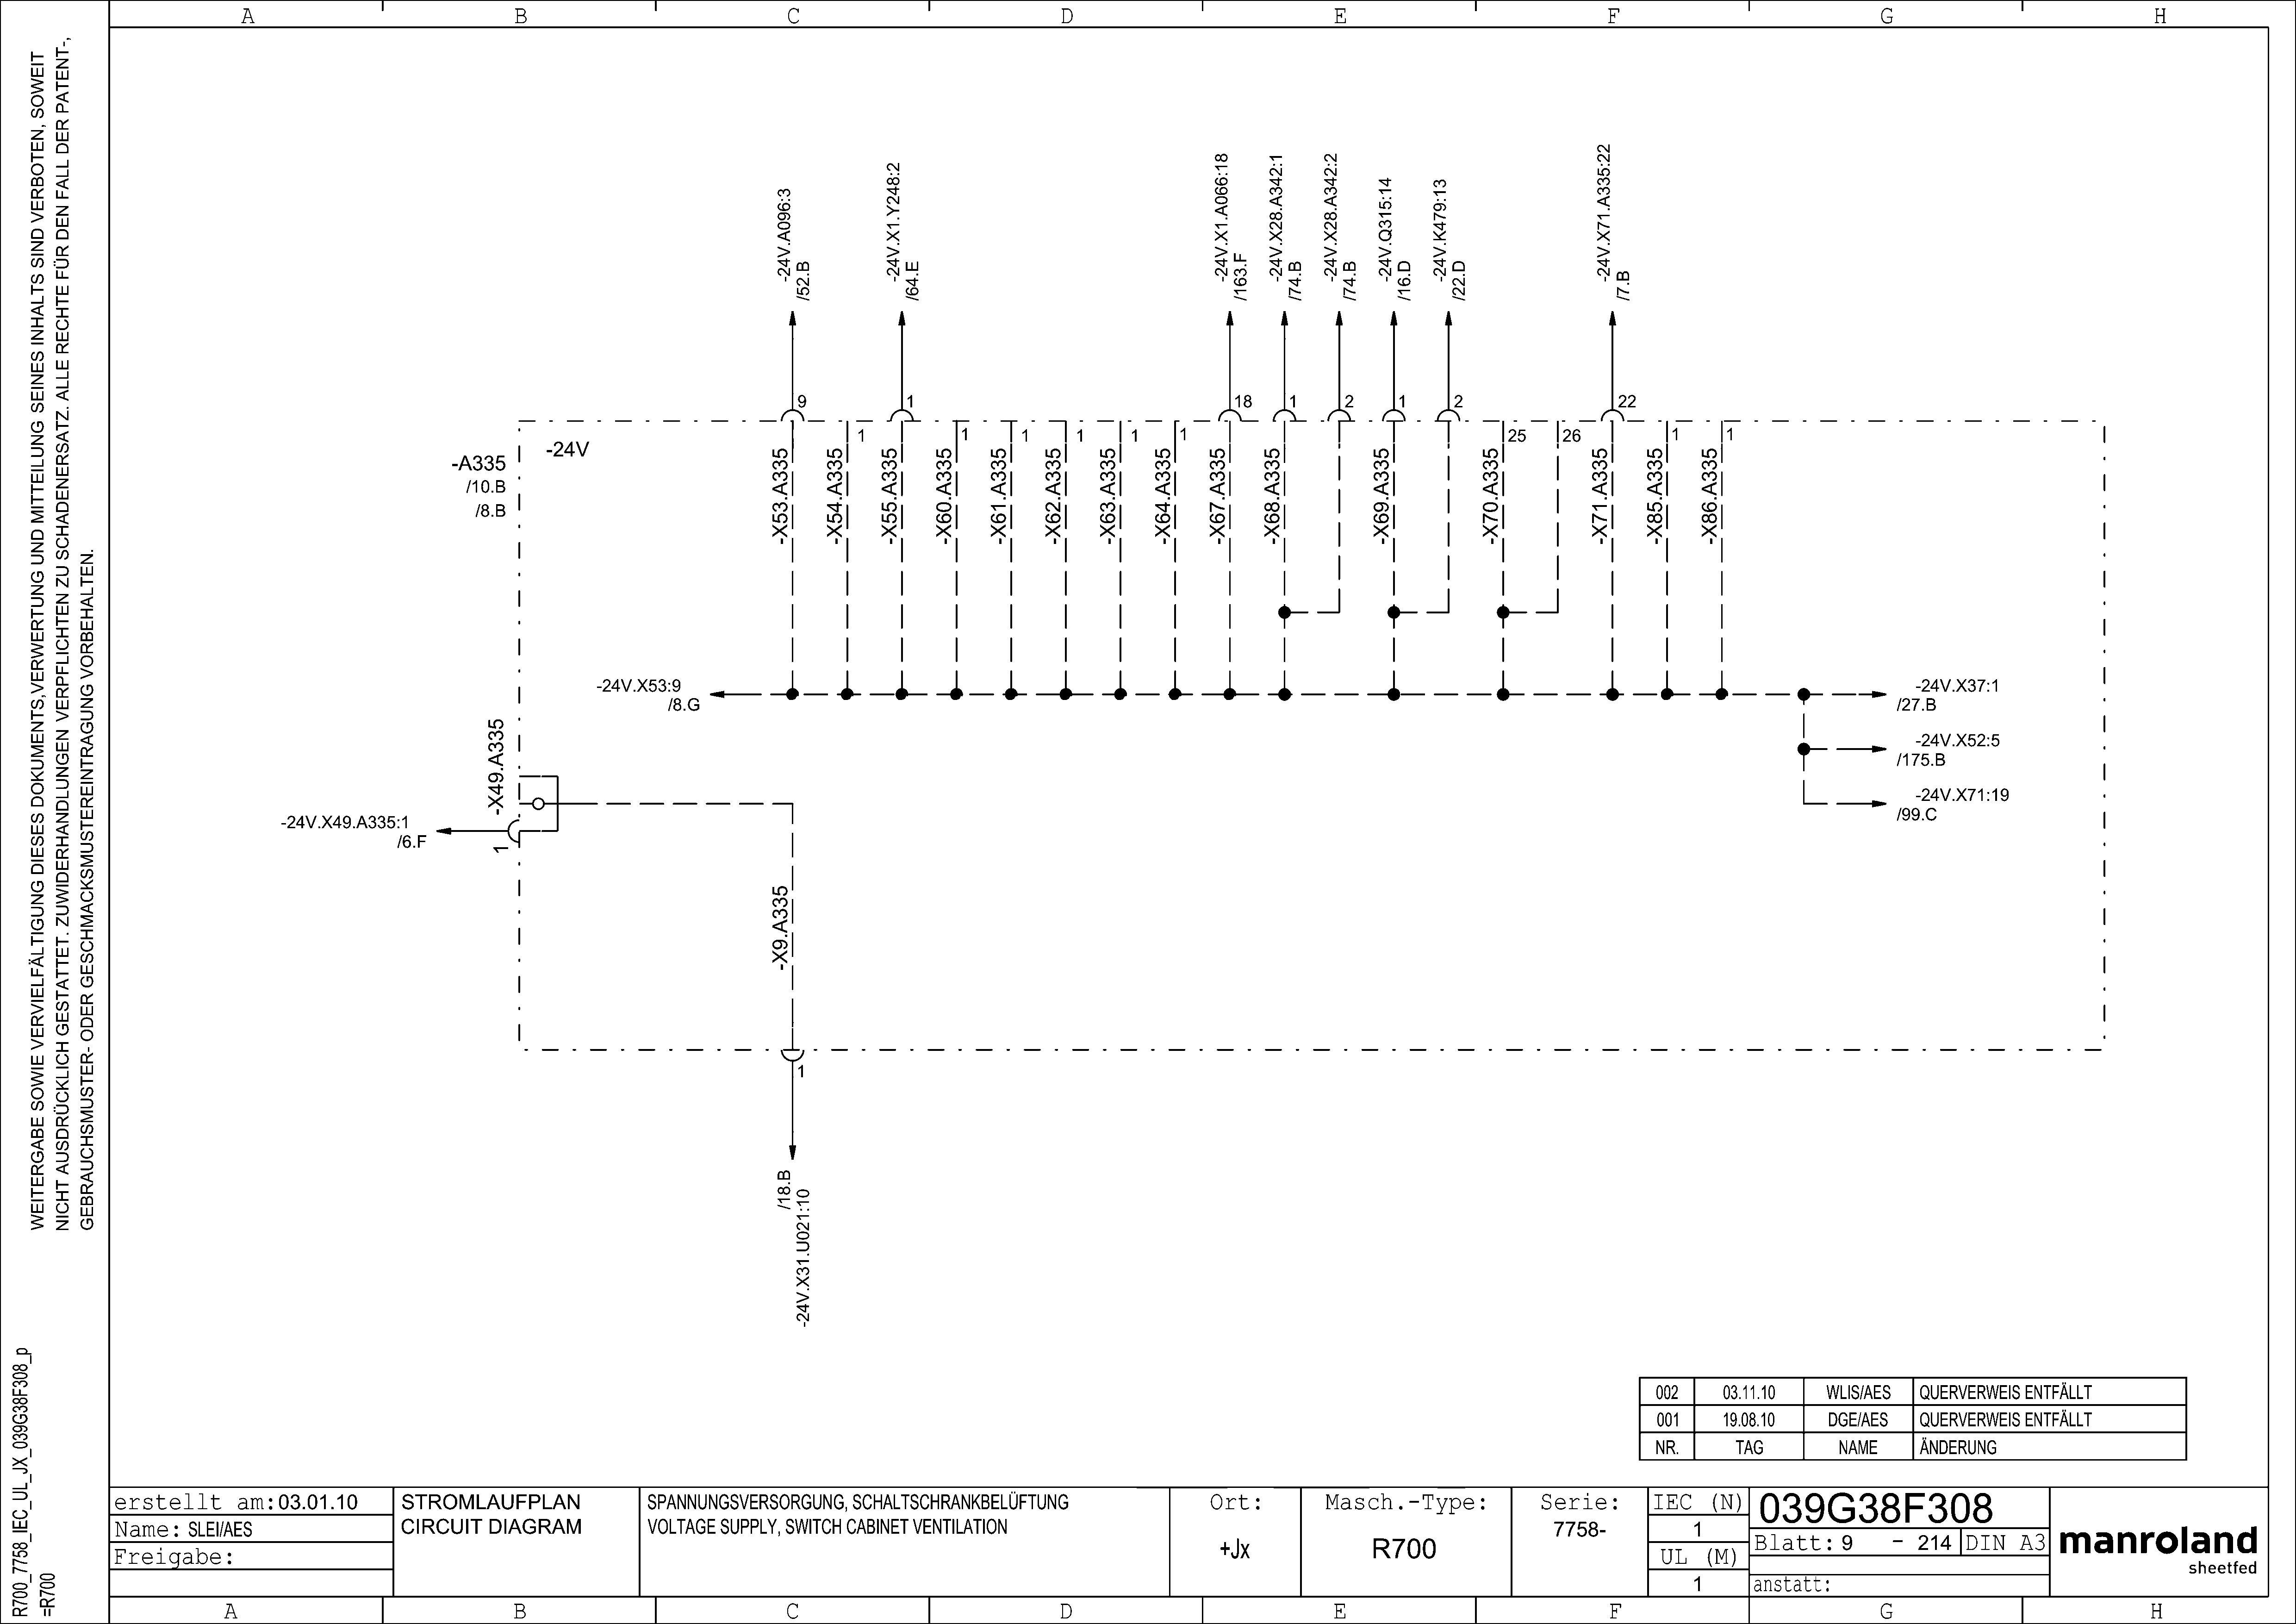 A B C D E F G H
WEITERGABE SOWIE VERVIELFÄLTIGUNG DIESES DOKUMENTS,VERWERTUNG UND MITTEILUNG SEINES INHALTS SIND VERBOTEN, SOWEIT
NICHT AUSDRÜCKLICH GESTATTET. ZUWIDERHANDLUNGEN VERPFLICHTEN ZU SCHADENERSATZ. ALLE RECHTE FÜR DEN FALL DER PATENT-,
GEBRAUCHSMUSTER- ODER GESCHMACKSMUSTEREINTRAGUNG VORBEHALTEN.
R700_7758_IEC_UL_JX_039G38F308_p
=R700
-24V.A096:3
/52.B
-24V.X1.Y248:2
/64.E
-24V.X1.A066:18
/163.F
-24V.X28.A342:1
/74.B
-24V.X28.A342:2
/74.B
-24V.Q315:14
/16.D
-24V.K479:13
/22.D
-24V.X71.A335:22
/7.B
9 1 18 1 2 1 2 22
1 1 1 1 1 1 25 26 1 1
-A335
/10.B
/8.B
-24V
-X53.A335
-X54.A335
-X55.A335
-X60.A335
-X61.A335
-X62.A335
-X63.A335
-X64.A335
-X67.A335
-X68.A335
-X69.A335
-X70.A335
-X71.A335
-X85.A335
-X86.A335
-24V.X53:9
/8.G
-24V.X37:1
/27.B
-24V.X52:5
/175.B
-24V.X71:19
/99.C
-X49.A335
-24V.X49.A335:1
/6.F
1
-X9.A335
1
/18.B
-24V.X31.U021:10
002 03.11.10 WLIS/AES QUERVERWEIS ENTFÄLLT
001 19.08.10 DGE/AES QUERVERWEIS ENTFÄLLT
NR. TAG NAME ÄNDERUNG
erstellt am: 03.01.10
Name: SLEI/AES
Freigabe:
STROMLAUFPLAN
CIRCUIT DIAGRAM
SPANNUNGSVERSORGUNG, SCHALTSCHRANKBELÜFTUNG
VOLTAGE SUPPLY, SWITCH CABINET VENTILATION
Ort:
+Jx
Masch.-Type:
R700
Serie:
7758-
IEC (N)
1
UL (M)
1
039G38F308
Blatt: 9 - 214 DIN A3
anstatt:
manroland
sheetfed
A B C D E F G H